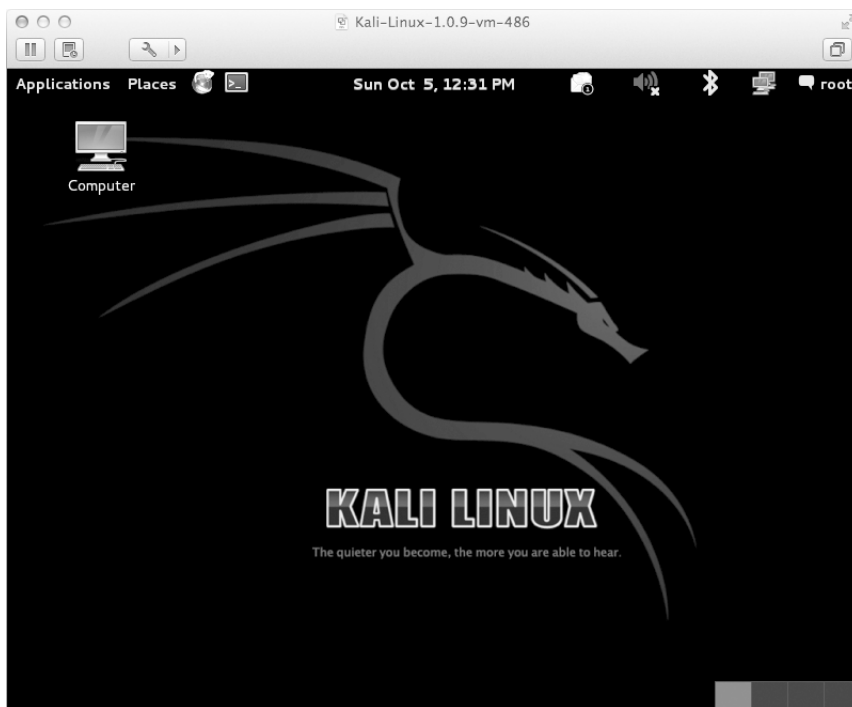 Kali-Linux-1.0.9-vm-486
Applications Places Sun Oct 5, 12:31 PM root
Computer
KALI LINUX
The quieter you become, the more you are able to hear.